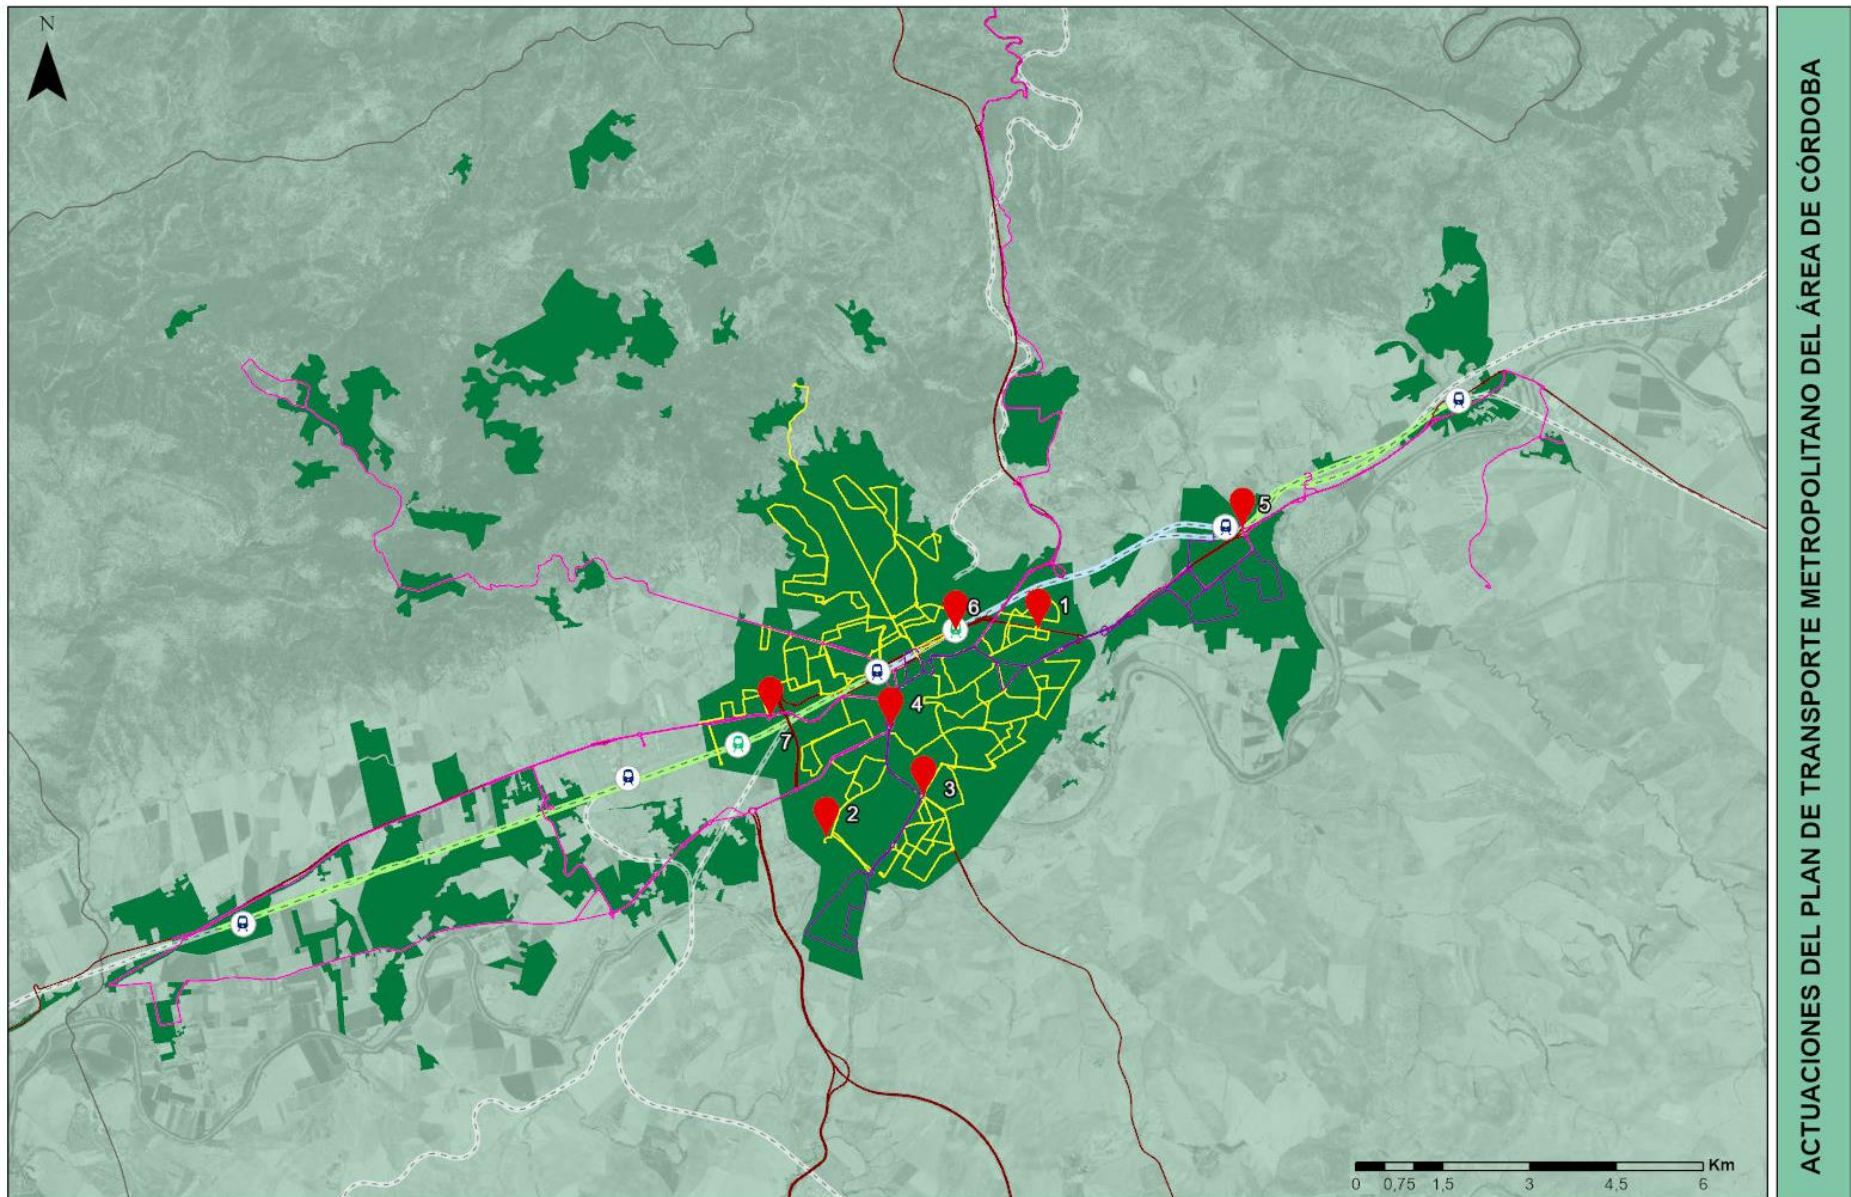 N
5
6
1
4
7
3
2
Km
0 0,75 1,5 3 4,5 6
ACTUACIONES DEL PLAN DE TRANSPORTE METROPOLITANO DEL ÁREA DE CÓRDOBA